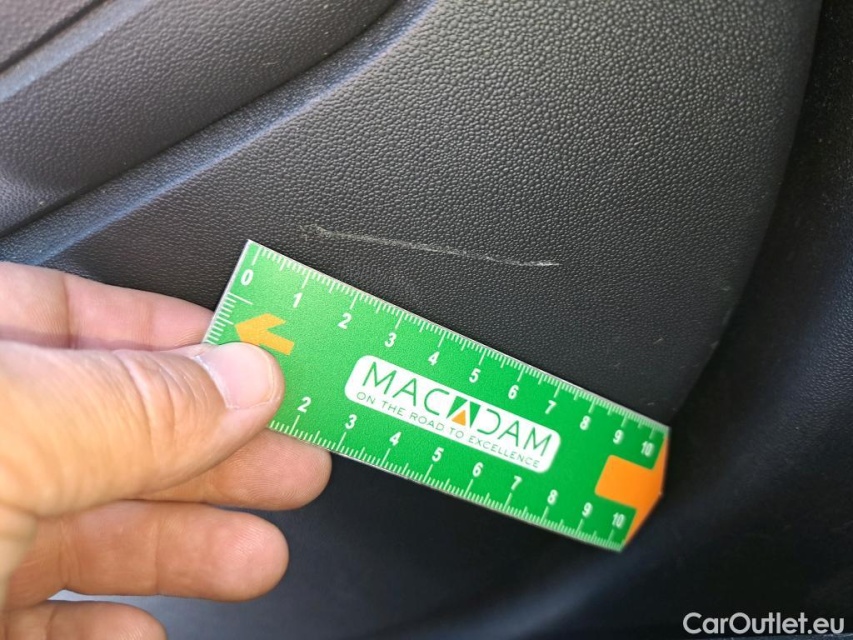 0 1 2 3 4 5 6 7 8 9 10
MACADAM
ON THE ROAD TO EXCELLENCE
2 3 4 5 6 7 8 9 10
CarOutlet.eu